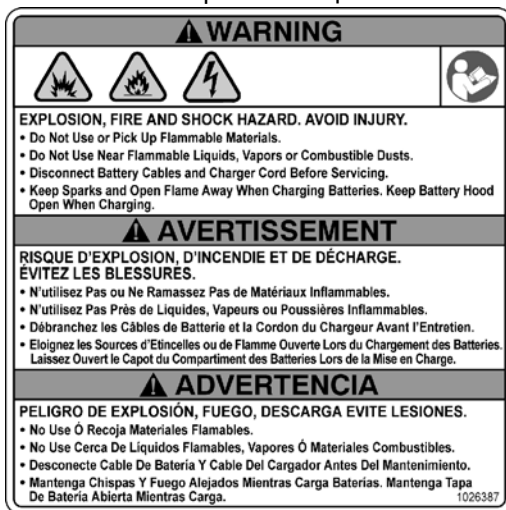 WARNING
EXPLOSION, FIRE AND SHOCK HAZARD. AVOID INJURY.
• Do Not Use or Pick Up Flammable Materials.
• Do Not Use Near Flammable Liquids, Vapors or Combustible Dusts.
• Disconnect Battery Cables and Charger Cord Before Servicing.
• Keep Sparks and Open Flame Away When Charging Batteries. Keep Battery Hood
Open When Charging.
AVERTISSEMENT
RISQUE D'EXPLOSION, D'INCENDIE ET DE DÉCHARGE.
ÉVITEZ LES BLESSURES.
• N'utilisez Pas ou Ne Ramassez Pas de Matériaux Inflammables.
• N'utilisez Pas Près de Liquides, Vapeurs ou Poussières Inflammables.
• Débranchez les Câbles de Batterie et la Cordon du Chargeur Avant l'Entretien.
• Eloignez les Sources d'Etincelles ou de Flamme Ouverte Lors du Chargement des Batteries.
Laissez Ouvert le Capot du Compartiment des Batteries Lors de la Mise en Charge.
ADVERTENCIA
PELIGRO DE EXPLOSIÓN, FUEGO, DESCARGA EVITE LESIONES.
• No Use Ó Recoja Materiales Flamables.
• No Use Cerca De Líquidos Flamables, Vapores Ó Materiales Combustibles.
• Desconecte Cable De Batería Y Cable Del Cargador Antes Del Mantenimiento.
• Mantenga Chispas Y Fuego Alejados Mientras Carga Baterías. Mantenga Tapa
De Batería Abierta Mientras Carga.
1026387